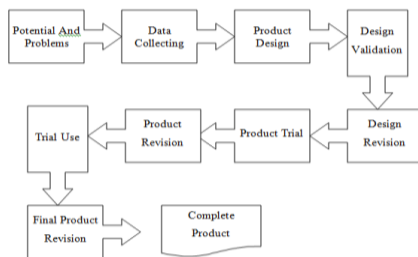 Potential And
Problems
Data
Collecting
Product
Design
Design
Validation
Design
Revision
Product Trial
Product
Revision
Trial Use
Final Product
Revision
Complete
Product